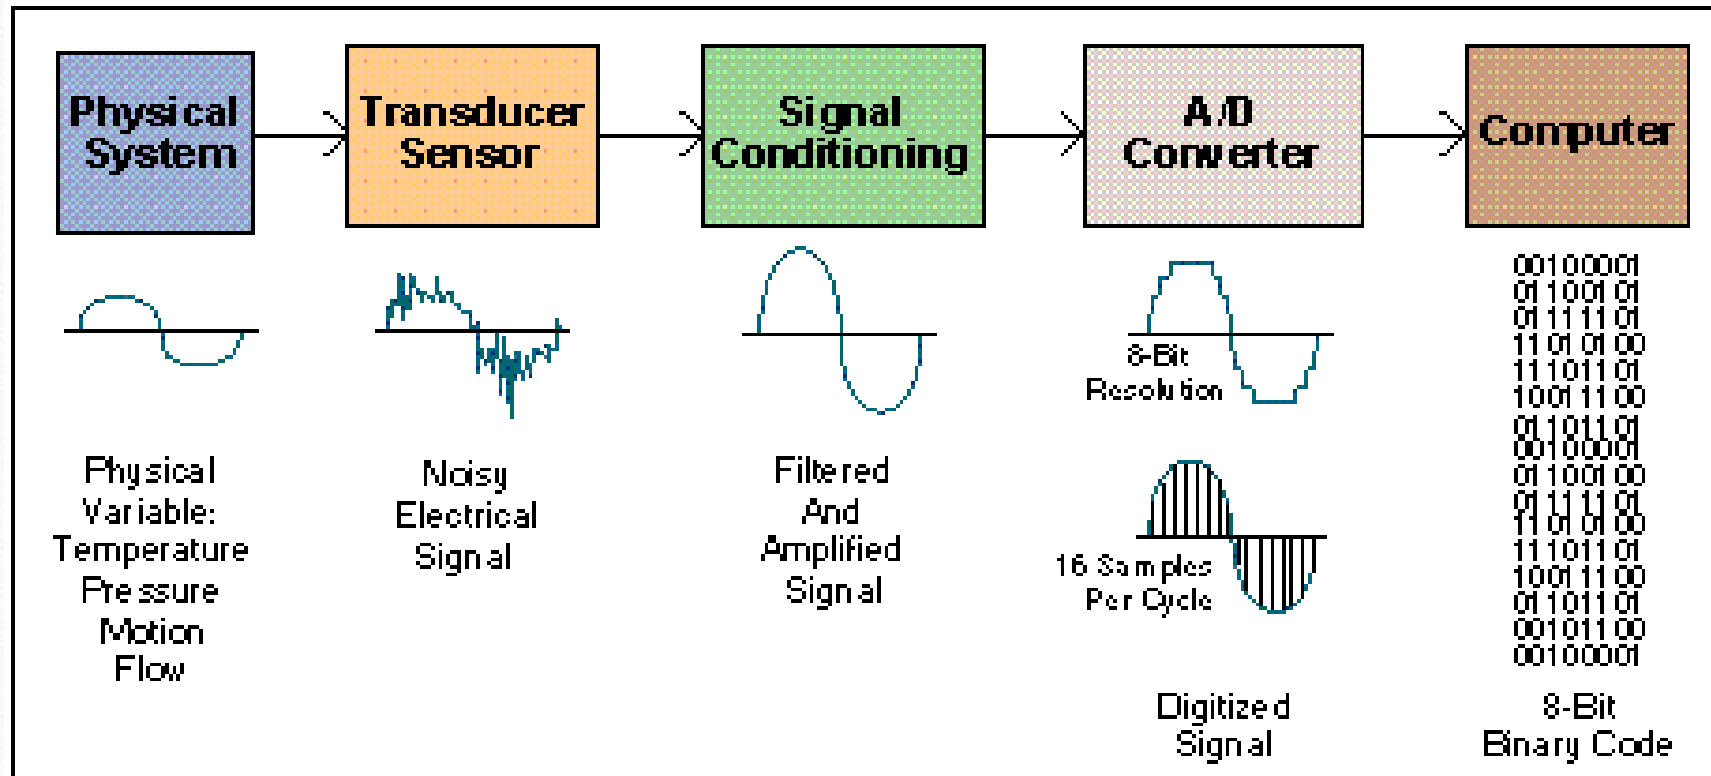 Physical
System
Transducer
Sensor
Signal
Conditioning
A/D
Converter
Computer
Physical
Variable:
Temperature
Pressure
Motion
Flow
Noisy
Electrical
Signal
Filtered
And
Amplified
Signal
8-Bit
Resolution
16 Samples
Per Cycle
Digitized
Signal
00100001
01100101
01111101
11010100
11101101
10011100
01101101
00100001
01100100
01111101
11010100
11101101
10011100
01101101
00101100
00100001
8-Bit
Binary Code